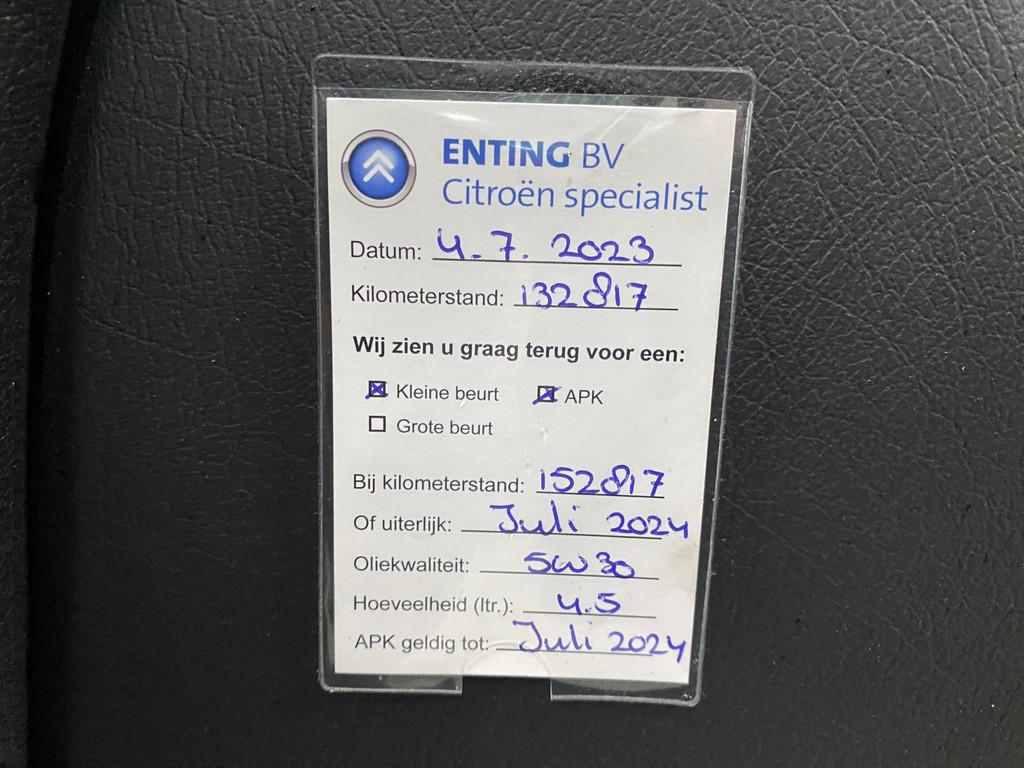 ENTING BV
Citroën specialist
Datum: 4.7.2023
Kilometerstand: 132817
Wij zien u graag terug voor een:
Kleine beurt APK
Grote beurt
Bij kilometerstand: 152817
Of uiterlijk: Juli 2024
Oliekwaliteit: 5W30
Hoeveelheid (ltr.): 4.5
APK geldig tot: Juli 2024